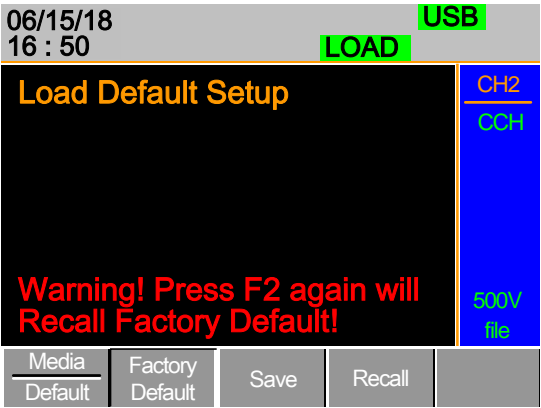 06/15/18
USB
16 : 50
LOAD
Load Default Setup
CH2
CCH
Warning! Press F2 again will
Recall Factory Default!
500V
file
Media
Default
Factory
Default
Save
Recall